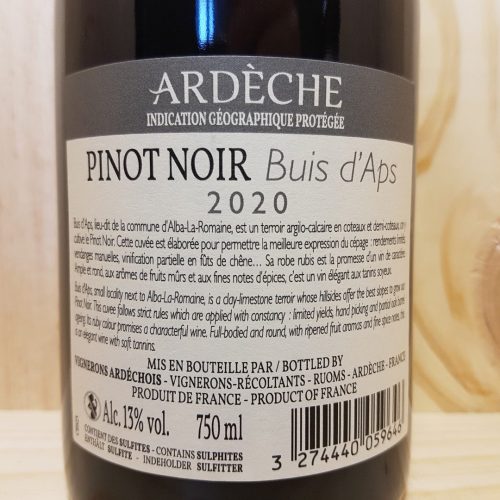 ARDÈCHE
INDICATION GÉOGRAPHIQUE PROTÉGÉE
PINOT NOIR Buis d'Aps
2020
Buis d'Aps, lieu-dit de la commune d'Alba-La-Romaine, est un terroir argilo-calcaire en coteaux et demi-coteaux, on y
cultive le Pinot Noir. Cette cuvée est élaborée pour permettre la meilleure expression du cépage : rendements limités,
vendanges manuelles, vinification partielle en fûts de chêne... Sa robe rubis est la promesse d'un vin de caractère.
Ample et rond, aux arômes de fruits mûrs et aux fines notes d'épices, c'est un vin élégant aux tanins soyeux.
Buis d'Aps, small locality next to Alba-La-Romaine, is a clay-limestone terroir whose hillsides offer the best slopes to grow our
Pinot Noir. This cuvee follows strict rules which are applied with constancy : limited yields, hand picking and partial oak barrels
ageing. Its ruby colour promises a characterful wine. Full-bodied and round, with ripened fruit aromas and fine spice notes, this
is an elegant wine with soft tannins.
MIS EN BOUTEILLE PAR / BOTTLED BY
VIGNERONS ARDÉCHOIS - VIGNERONS-RÉCOLTANTS - RUOMS - ARDÈCHE - FRANCE
PRODUIT DE FRANCE - PRODUCT OF FRANCE
Alc. 13% vol. 750 ml
CONTIENT DES SULFITES - CONTAINS SULPHITES
ENTHÄLT SULFITE - INDEHOLDER SULFITTER
3 274440 059646